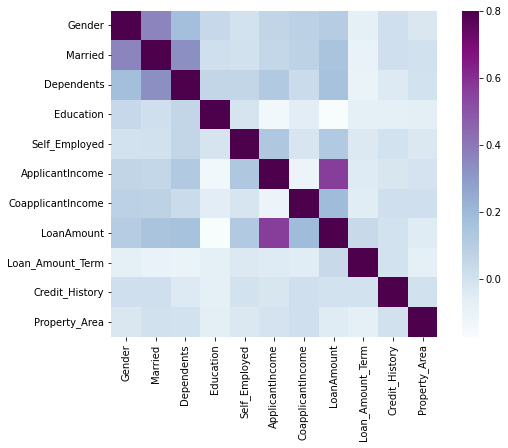 Gender
Married
Dependents
Education
Self_Employed
ApplicantIncome
CoapplicantIncome
LoanAmount
Loan_Amount_Term
Credit_History
Property_Area
Gender
Married
Dependents
Education
Self_Employed
ApplicantIncome
CoapplicantIncome
LoanAmount
Loan_Amount_Term
Credit_History
Property_Area
0.8
0.6
0.4
0.2
0.0